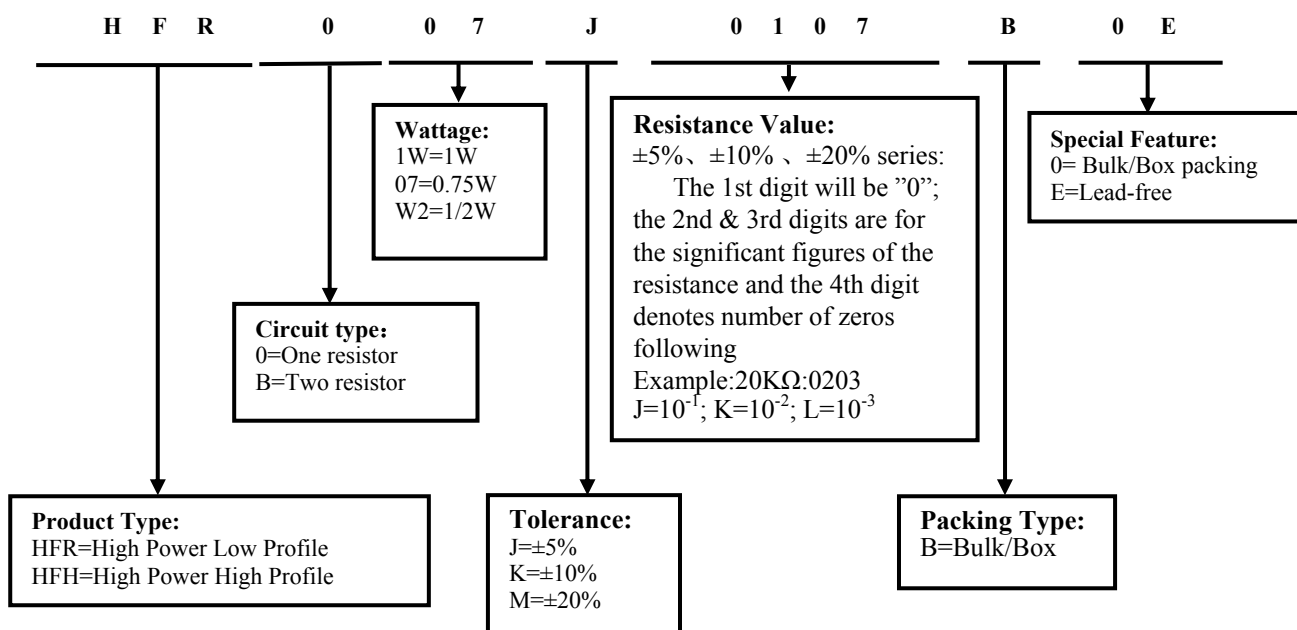 H F R 0 0 7 J 0 1 0 7 B 0 E
Wattage:
1W=1W
07=0.75W
W2=1/2W
Resistance Value:
±5%、±10% 、±20% series:
The 1st digit will be ”0”;
the 2nd & 3rd digits are for
the significant figures of the
resistance and the 4th digit
denotes number of zeros
following
Example:20KΩ:0203
J=10⁻¹; K=10⁻²; L=10⁻³
Special Feature:
0= Bulk/Box packing
E=Lead-free
Circuit type：
0=One resistor
B=Two resistor
Product Type:
HFR=High Power Low Profile
HFH=High Power High Profile
Tolerance:
J=±5%
K=±10%
M=±20%
Packing Type:
B=Bulk/Box